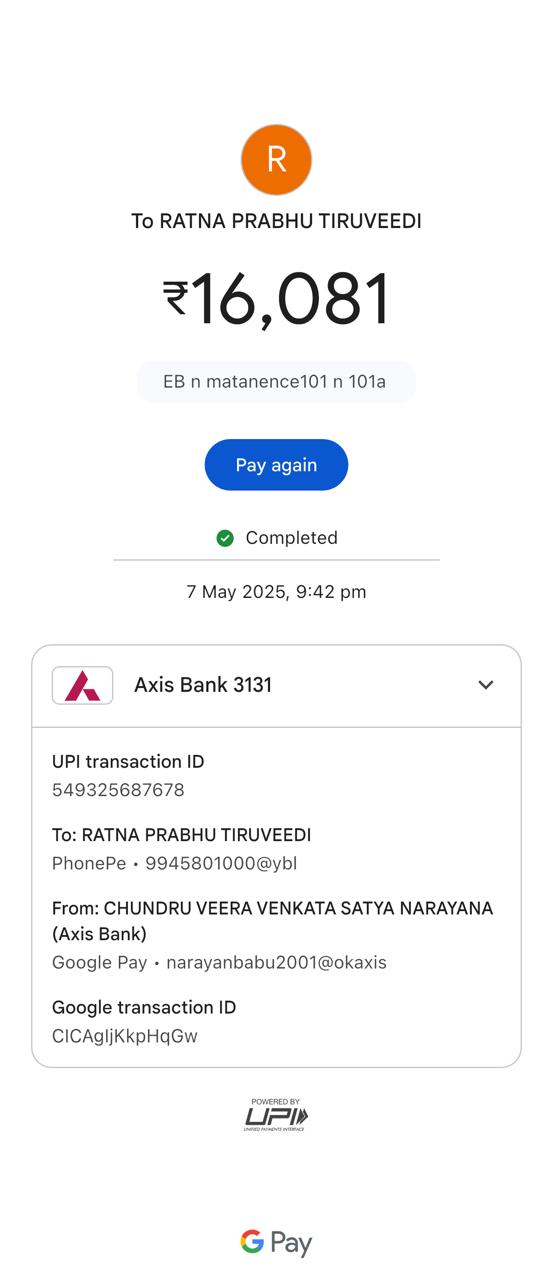 R
To RATNA PRABHU TIRUVEEDI
₹16,081
EB n matanence101 n 101a
Pay again
Completed
7 May 2025, 9:42 pm
Axis Bank 3131
UPI transaction ID
549325687678
To: RATNA PRABHU TIRUVEEDI
PhonePe • 9945801000@ybl
From: CHUNDRU VEERA VENKATA SATYA NARAYANA
(Axis Bank)
Google Pay • narayanbabu2001@okaxis
Google transaction ID
CICAgIjKkpHqGw
POWERED BY
UPI
UNIFIED PAYMENTS INTERFACE
G Pay